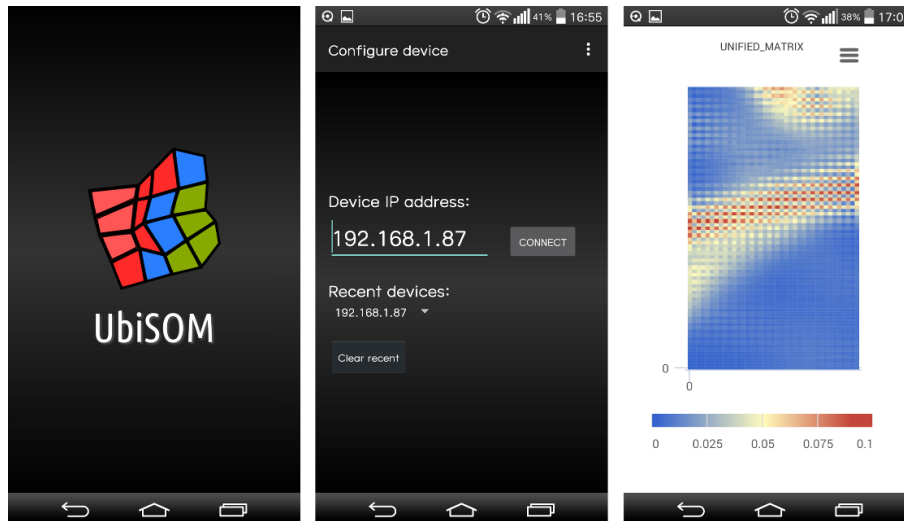 UbiSOM
41% 16:55
Configure device
Device IP address:
192.168.1.87
CONNECT
Recent devices:
192.168.1.87
Clear recent
38% 17:0
UNIFIED_MATRIX
0
0
0 0.025 0.05 0.075 0.1